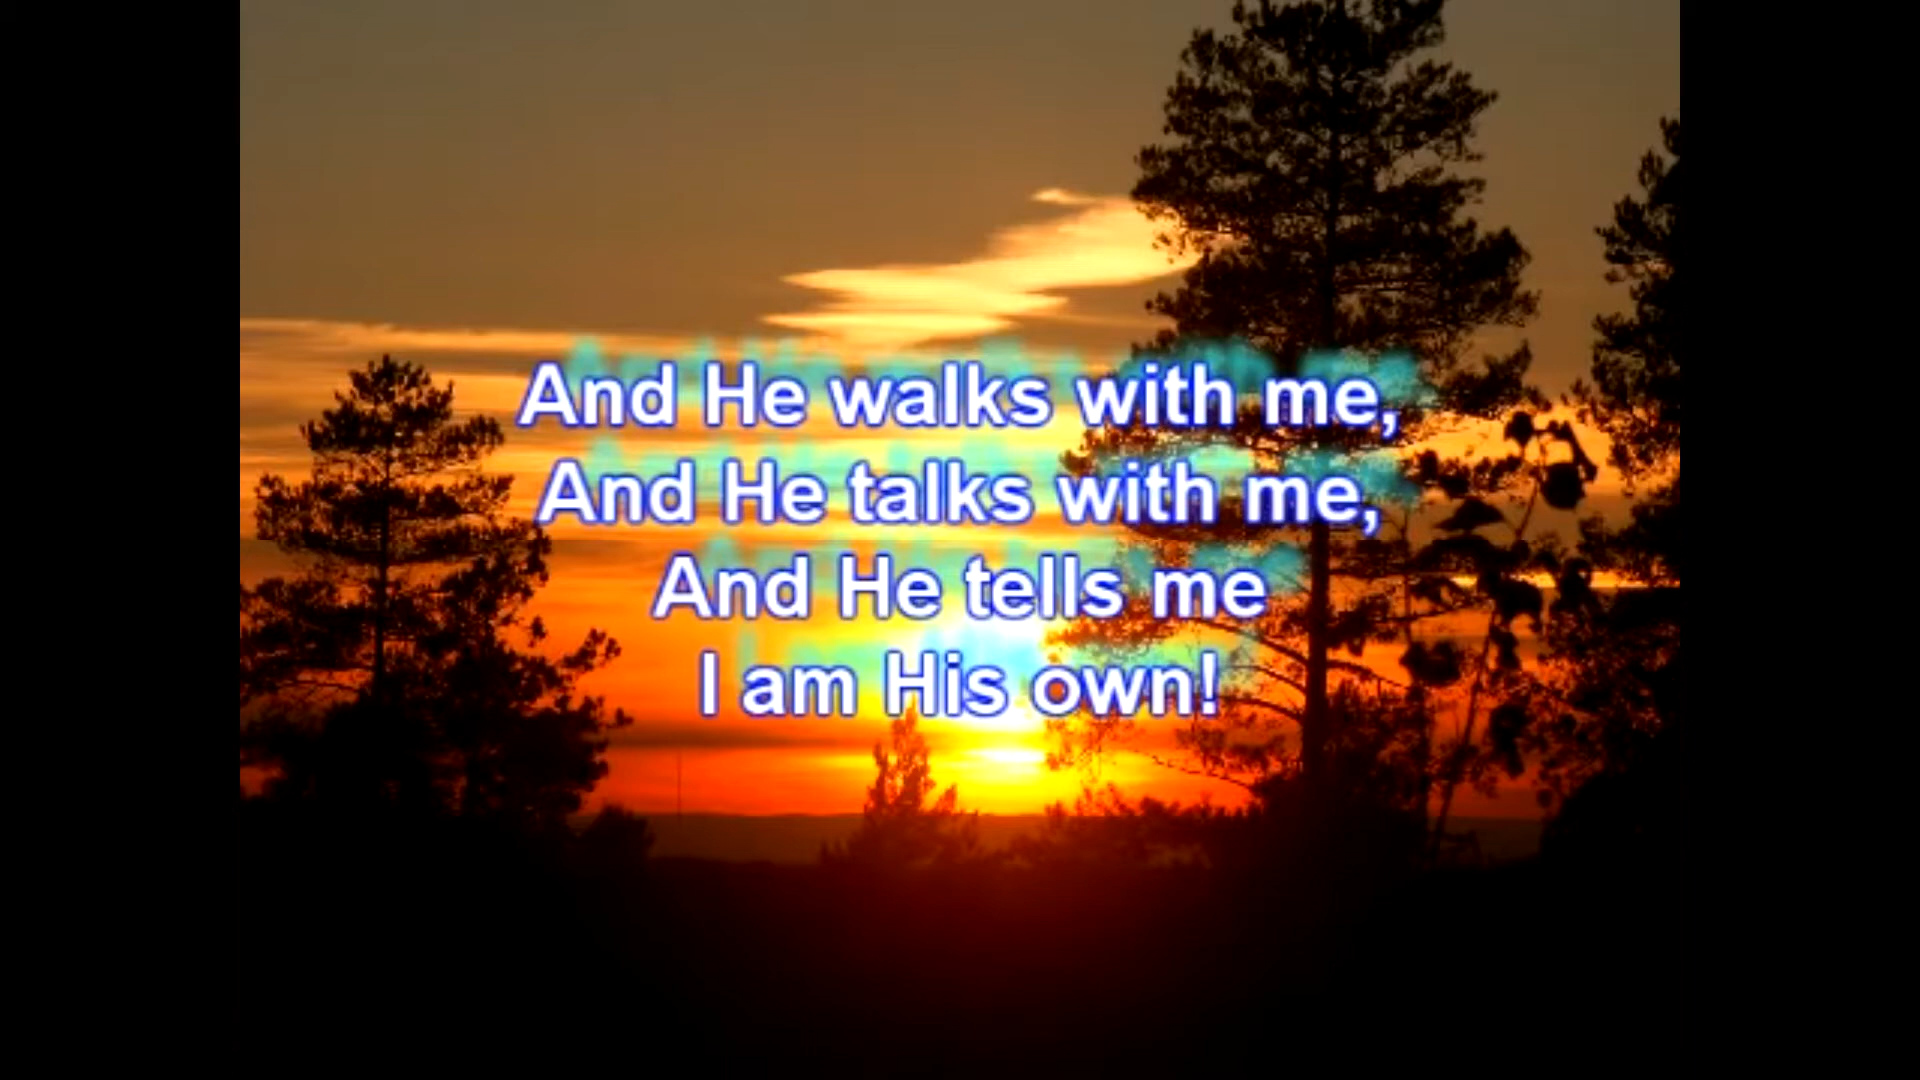 And He walks with me,
And He talks with me,
And He tells me
I am His own!